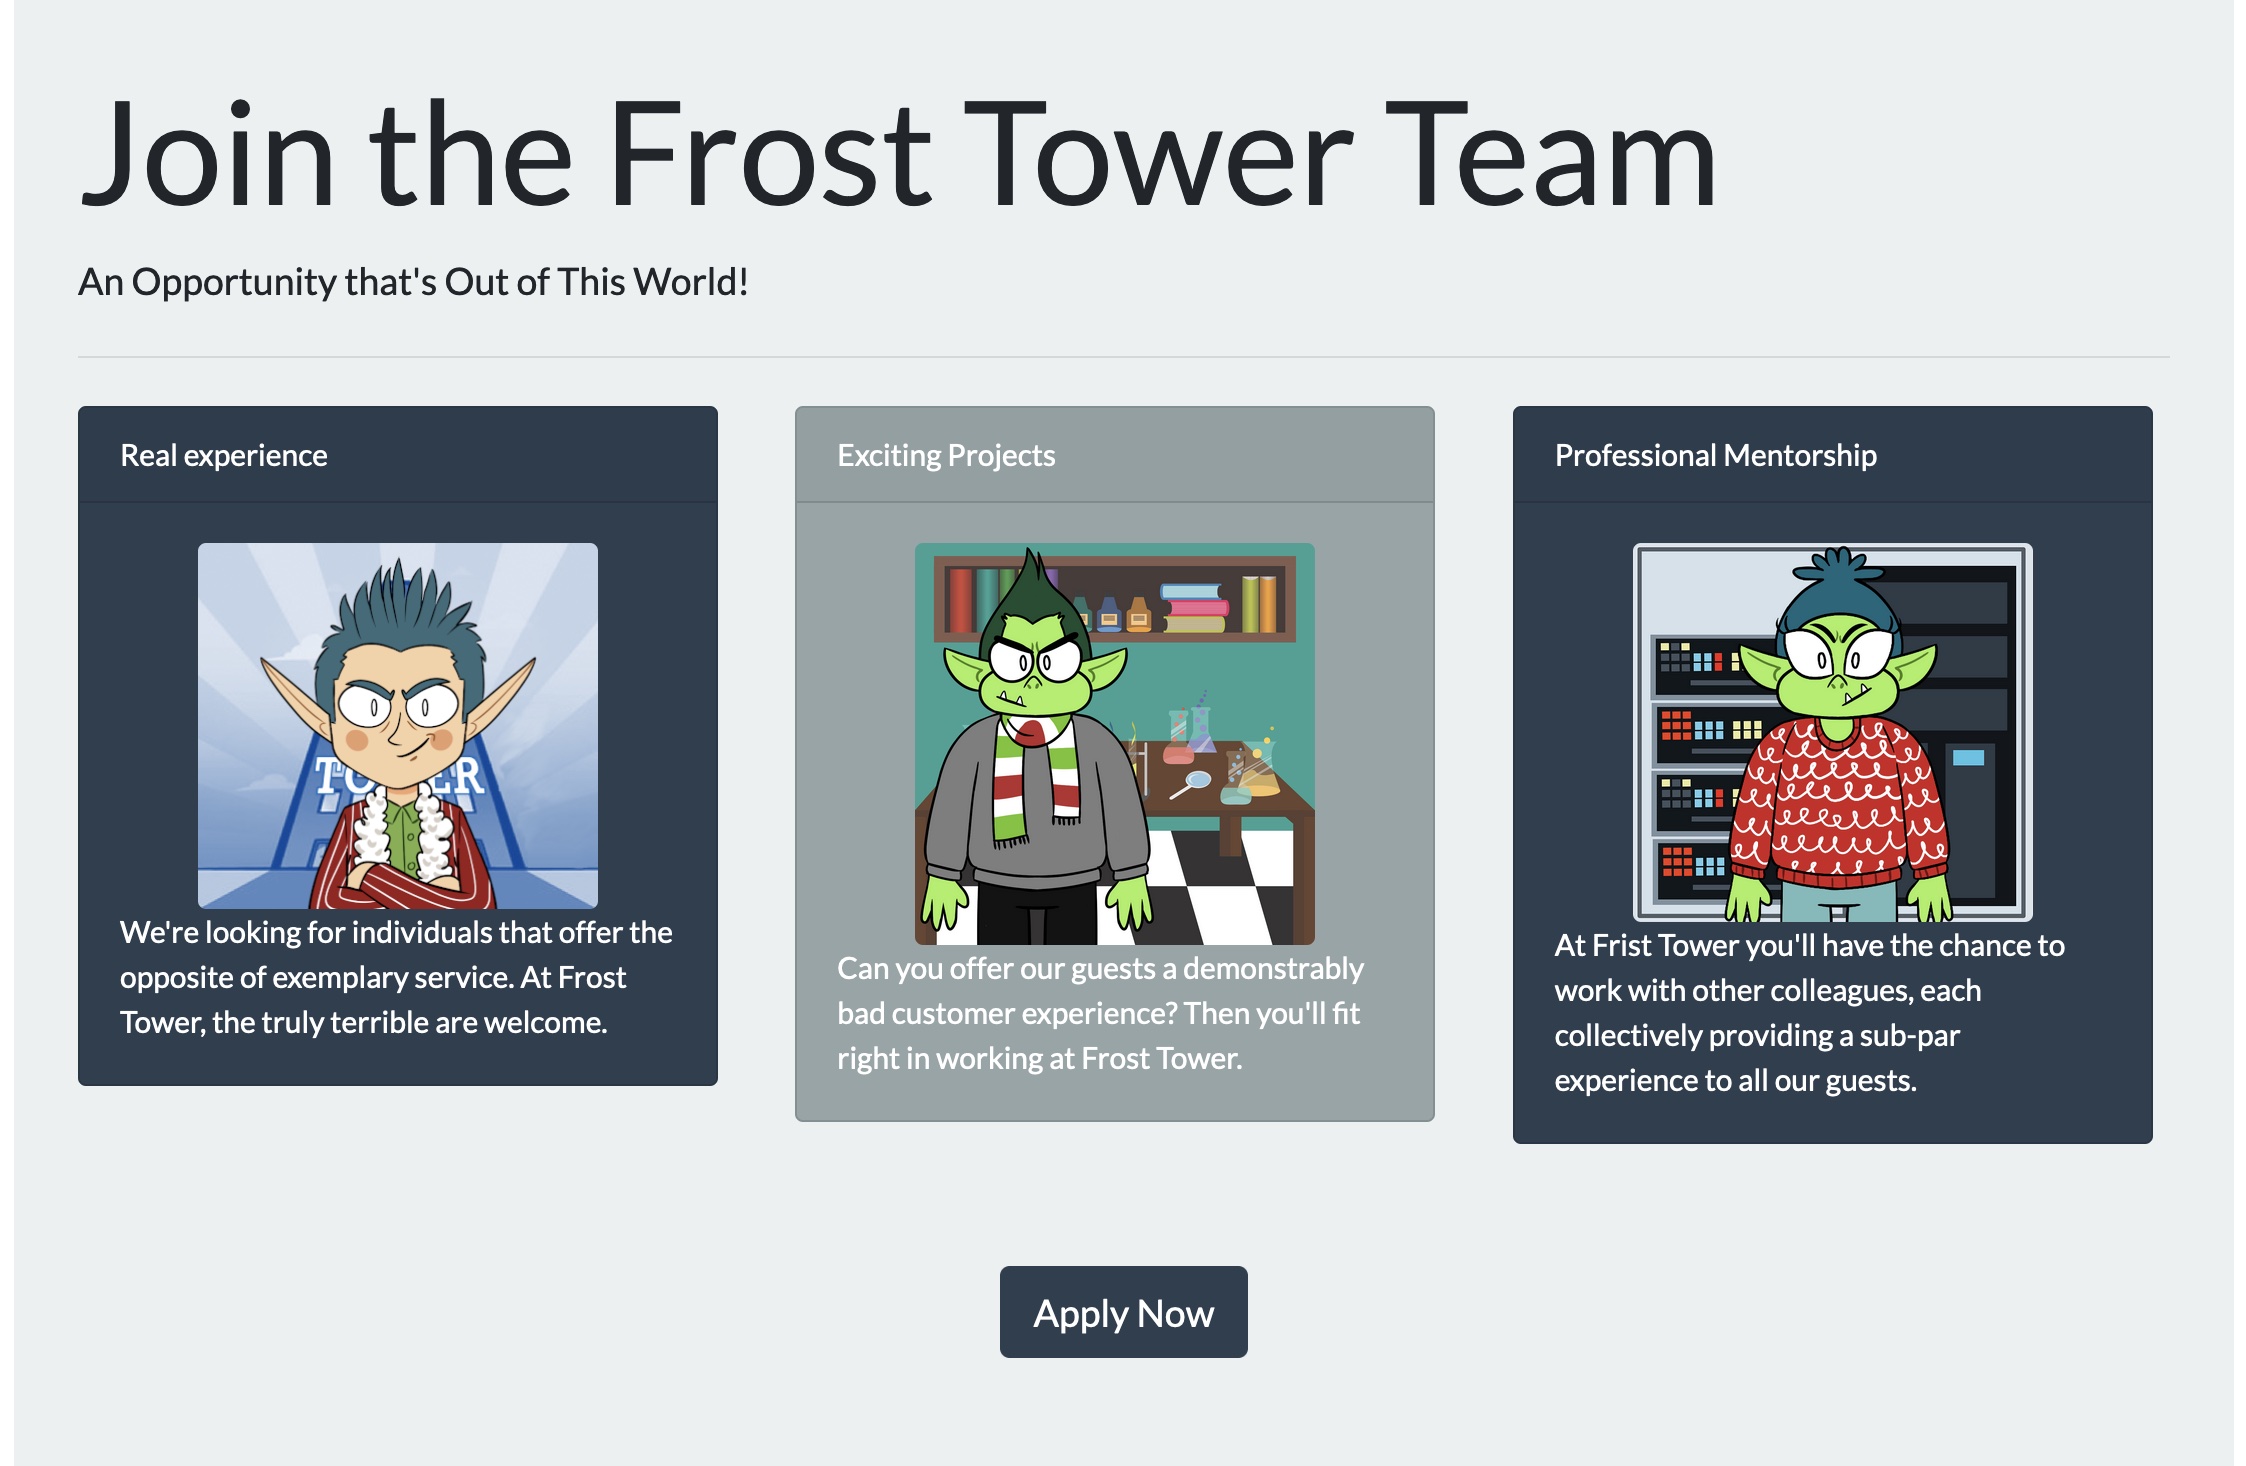 Join the Frost Tower Team
An Opportunity that's Out of This World!
Real experience
We're looking for individuals that offer the
opposite of exemplary service. At Frost
Tower, the truly terrible are welcome.
Exciting Projects
Can you offer our guests a demonstrably
bad customer experience? Then you'll fit
right in working at Frost Tower.
Professional Mentorship
At Frist Tower you'll have the chance to
work with other colleagues, each
collectively providing a sub-par
experience to all our guests.
Apply Now